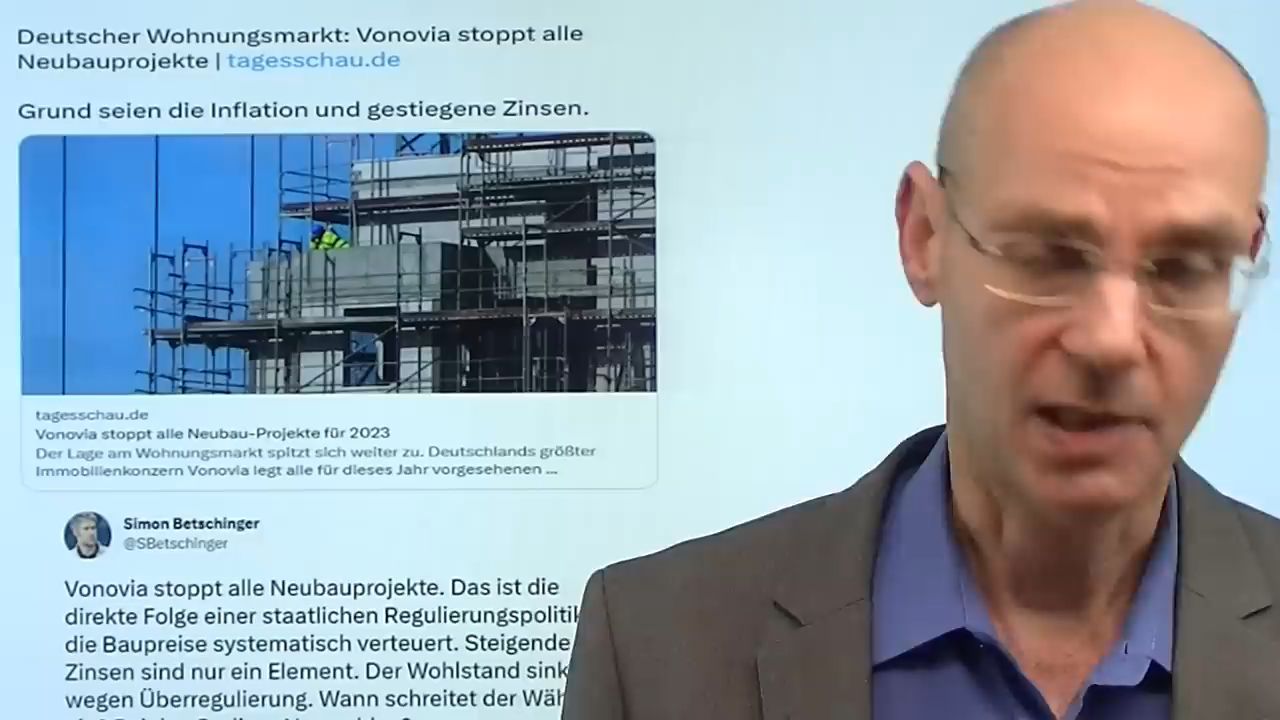 Deutscher Wohnungsmarkt: Vonovia stoppt alle
Neubauprojekte | tagesschau.de
Grund seien die Inflation und gestiegene Zinsen.
tagesschau.de
Vonovia stoppt alle Neubau-Projekte für 2023
Der Lage am Wohnungsmarkt spitzt sich weiter zu. Deutschlands größter
Immobilienkonzern Vonovia legt alle für dieses Jahr vorgesehenen ...
Simon Betschinger
@SBetschinger
Vonovia stoppt alle Neubauprojekte. Das ist die
direkte Folge einer staatlichen Regulierungspolitik
die Baupreise systematisch verteuert. Steigende
Zinsen sind nur ein Element. Der Wohlstand sink
wegen Überregulierung. Wann schreitet der Wäh